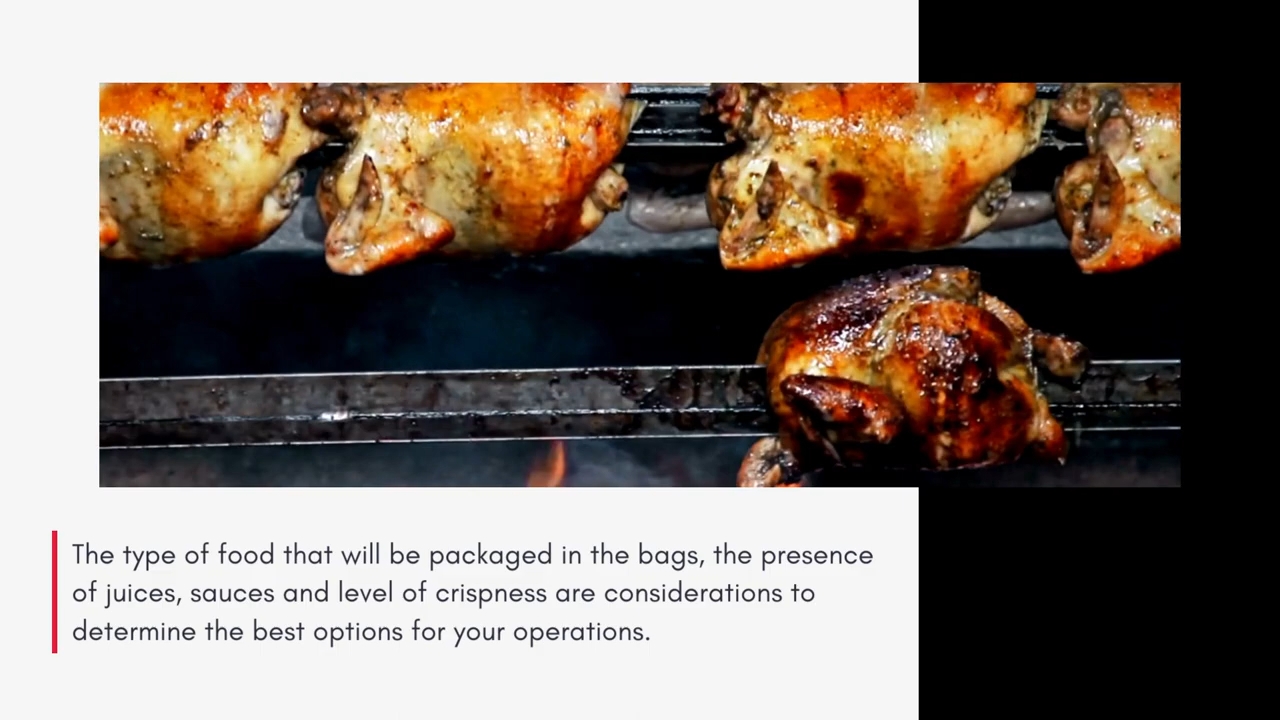 The type of food that will be packaged in the bags, the presence
of juices, sauces and level of crispness are considerations to
determine the best options for your operations.